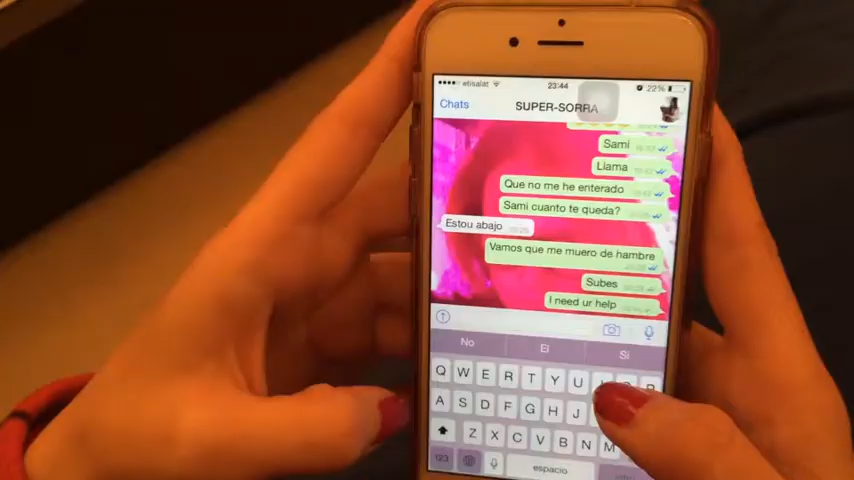 etisalat 23:44 22%
Chats SUPER-SORRA
Sami
Llama
Que no me he enterado
Sami cuanto te queda?
Estou abajo
Vamos que me muero de hambre
Subes
I need ur help
No El Si
Q W E R T Y U
A S D F G H J
Z X C V B N M
123 espacio